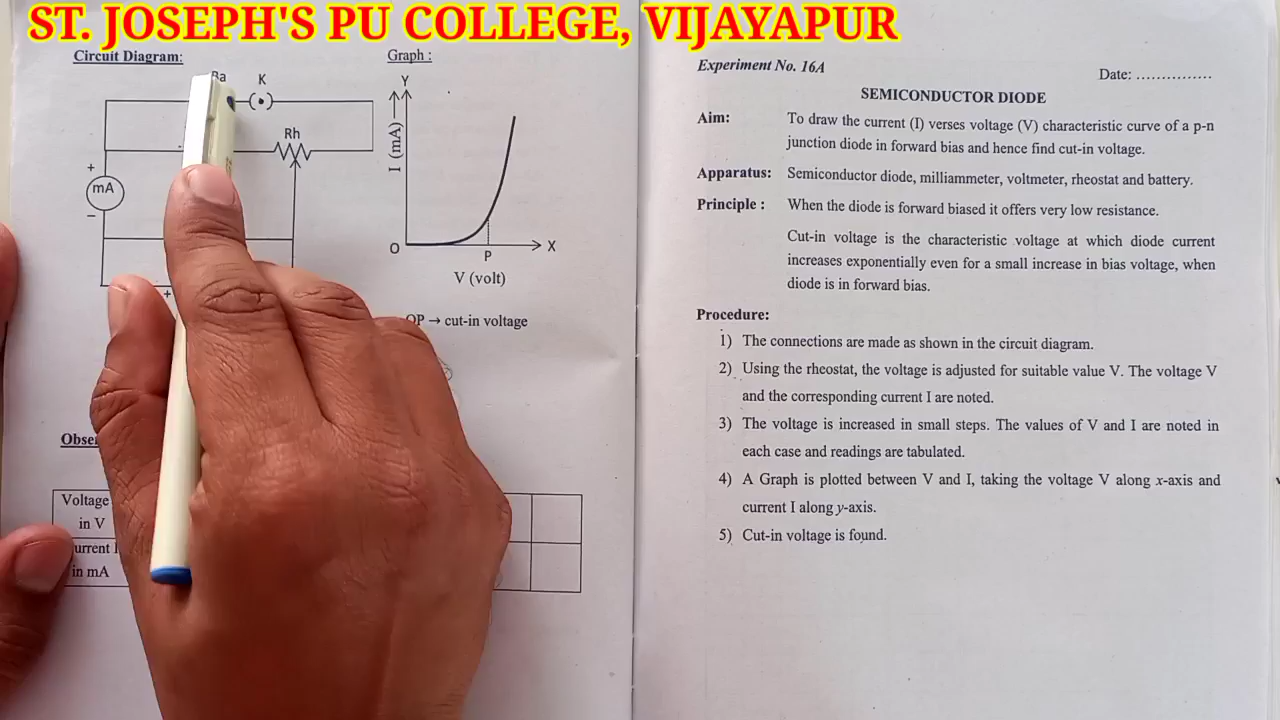 ST. JOSEPH'S PU COLLEGE, VIJAYAPUR
Circuit Diagram:
K
Rh
+
mA
−
+
Graph :
Y
I (mA)
O
P
X
V (volt)
OP → cut-in voltage
Voltage
in V
in mA
Experiment No. 16A
Date: ...............
SEMICONDUCTOR DIODE
Aim: To draw the current (I) verses voltage (V) characteristic curve of a p-n
junction diode in forward bias and hence find cut-in voltage.
Apparatus: Semiconductor diode, milliammeter, voltmeter, rheostat and battery.
Principle : When the diode is forward biased it offers very low resistance.
Cut-in voltage is the characteristic voltage at which diode current
increases exponentially even for a small increase in bias voltage, when
diode is in forward bias.
Procedure:
1) The connections are made as shown in the circuit diagram.
2) Using the rheostat, the voltage is adjusted for suitable value V. The voltage V
and the corresponding current I are noted.
3) The voltage is increased in small steps. The values of V and I are noted in
each case and readings are tabulated.
4) A Graph is plotted between V and I, taking the voltage V along x-axis and
current I along y-axis.
5) Cut-in voltage is found.